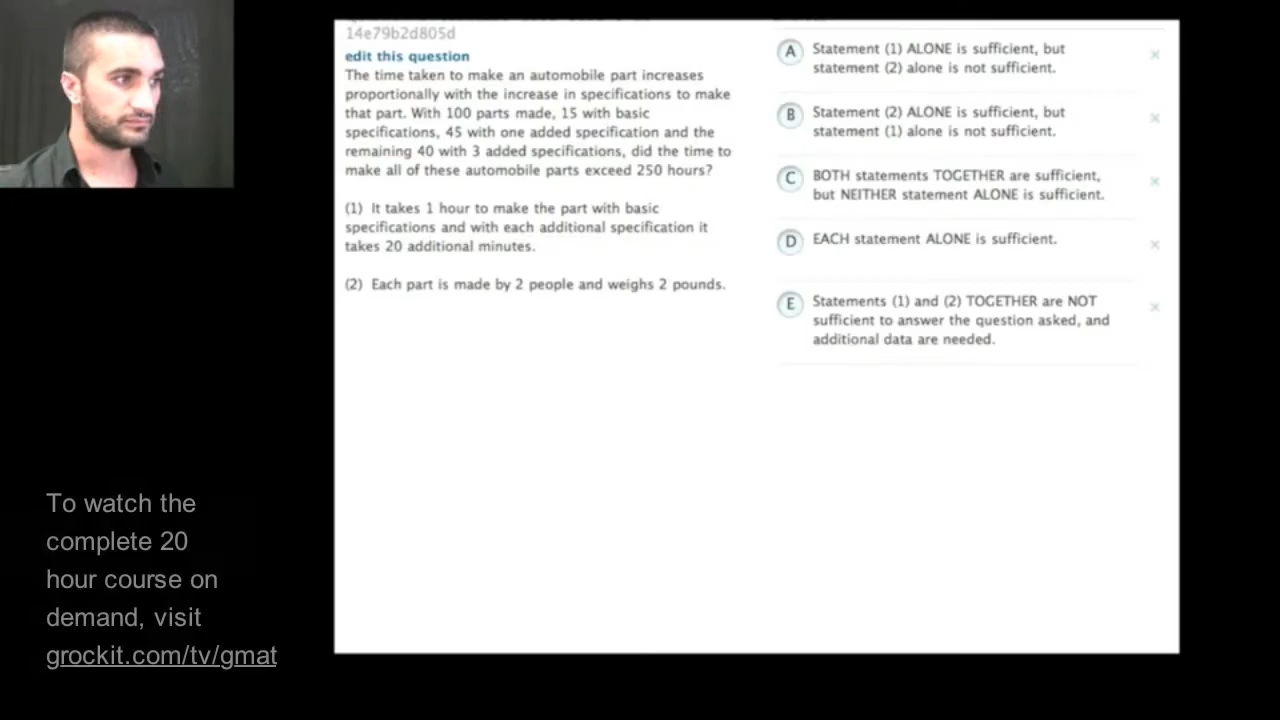 14e79b2d805d
edit this question
The time taken to make an automobile part increases
proportionally with the increase in specifications to make
that part. With 100 parts made, 15 with basic
specifications, 45 with one added specification and the
remaining 40 with 3 added specifications, did the time to
make all of these automobile parts exceed 250 hours?
(1) It takes 1 hour to make the part with basic
specifications and with each additional specification it
takes 20 additional minutes.
(2) Each part is made by 2 people and weighs 2 pounds.
A Statement (1) ALONE is sufficient, but
statement (2) alone is not sufficient.
B Statement (2) ALONE is sufficient, but
statement (1) alone is not sufficient.
C BOTH statements TOGETHER are sufficient,
but NEITHER statement ALONE is sufficient.
D EACH statement ALONE is sufficient.
E Statements (1) and (2) TOGETHER are NOT
sufficient to answer the question asked, and
additional data are needed.
To watch the
complete 20
hour course on
demand, visit
grockit.com/tv/gmat